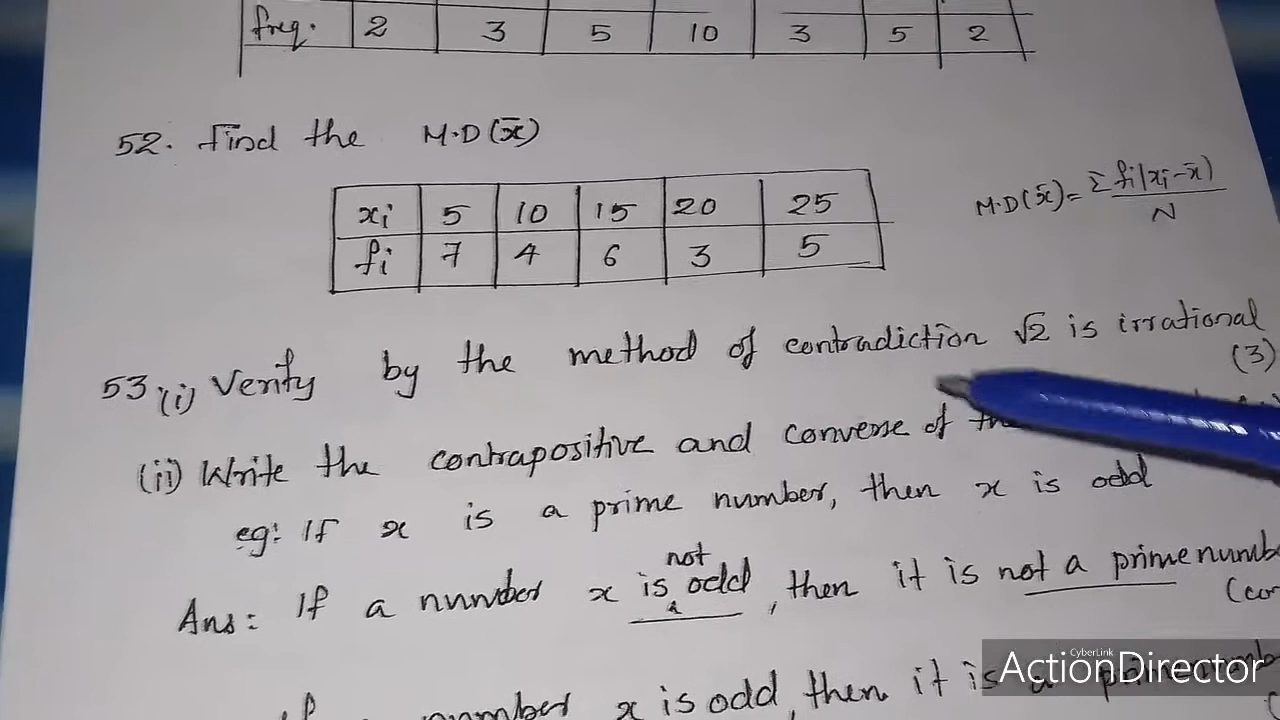 freq. 2 3 5 10 3 5 2
52. Find the M.D(x̄)
xi 5 10 15 20 25
fi 7 4 6 3 5
M.D(x̄)= Σ fi|xi-x̄| / N
53 (i) Verify by the method of contradiction √2 is irrational
(3)
(ii) Write the contrapositive and converse of
eg: If x is a prime number, then x is odd
Ans: If a number x is not odd, then it is not a prime
number x is odd, then it is a
CyberLink
ActionDirector